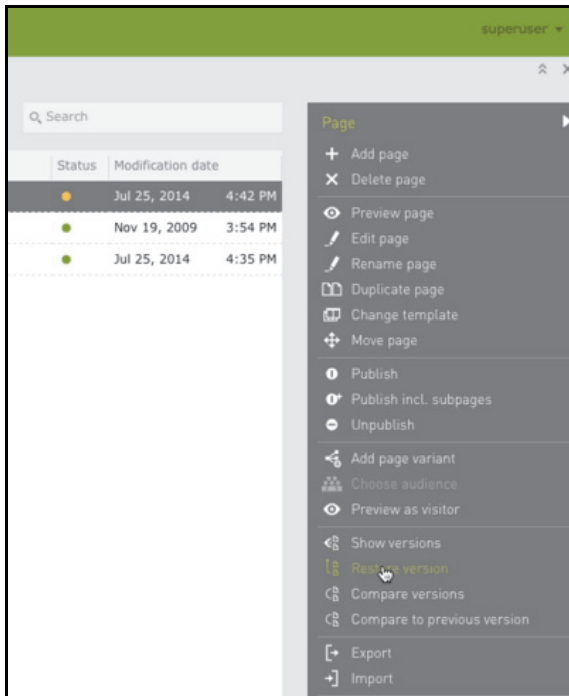 superuser
Search
Page
Add page
Delete page
Status Modification date
Jul 25, 2014 4:42 PM
Nov 19, 2009 3:54 PM
Jul 25, 2014 4:35 PM
Preview page
Edit page
Rename page
Duplicate page
Change template
Move page
Publish
Publish incl. subpages
Unpublish
Add page variant
Choose audience
Preview as visitor
Show versions
Restore version
Compare versions
Compare to previous version
Export
Import